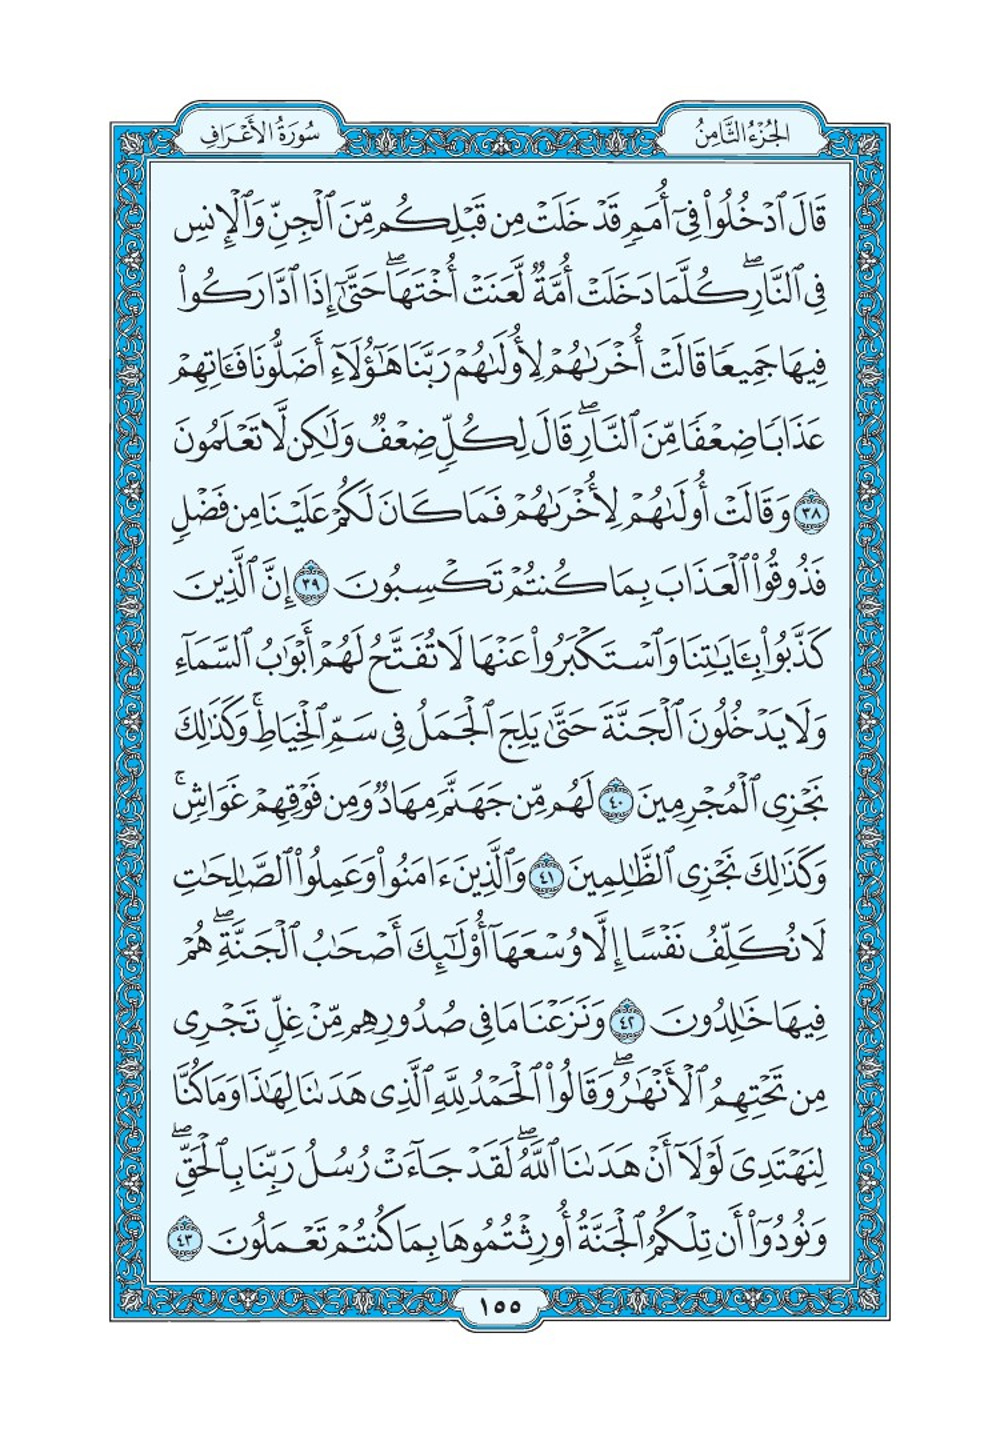 الجُزْءُ الثَّامِنُ
سُورَةُ الأَعْرَافِ
قَالَ ٱدْخُلُوا۟ فِىٓ أُمَمٍۢ قَدْ خَلَتْ مِن قَبْلِكُم مِّنَ ٱلْجِنِّ وَٱلْإِنسِ
فِى ٱلنَّارِ ۖ كُلَّمَا دَخَلَتْ أُمَّةٌۭ لَّعَنَتْ أُخْتَهَا ۖ حَتَّىٰٓ إِذَا ٱدَّارَكُوا۟
فِيهَا جَمِيعًۭا قَالَتْ أُخْرَىٰهُمْ لِأُولَىٰهُمْ رَبَّنَا هَـٰٓؤُلَآءِ أَضَلُّونَا فَـَٔاتِهِمْ
عَذَابًۭا ضِعْفًۭا مِّنَ ٱلنَّارِ ۖ قَالَ لِكُلٍّۢ ضِعْفٌۭ وَلَـٰكِن لَّا تَعْلَمُونَ
٣٨ وَقَالَتْ أُولَىٰهُمْ لِأُخْرَىٰهُمْ فَمَا كَانَ لَكُمْ عَلَيْنَا مِن فَضْلٍۢ
فَذُوقُوا۟ ٱلْعَذَابَ بِمَا كُنتُمْ تَكْسِبُونَ ٣٩ إِنَّ ٱلَّذِينَ
كَذَّبُوا۟ بِـَٔايَـٰتِنَا وَٱسْتَكْبَرُوا۟ عَنْهَا لَا تُفَتَّحُ لَهُمْ أَبْوَٰبُ ٱلسَّمَآءِ
وَلَا يَدْخُلُونَ ٱلْجَنَّةَ حَتَّىٰ يَلِجَ ٱلْجَمَلُ فِى سَمِّ ٱلْخِيَاطِ ۚ وَكَذَٰلِكَ
نَجْزِى ٱلْمُجْرِمِينَ ٤٠ لَهُم مِّن جَهَنَّمَ مِهَادٌۭ وَمِن فَوْقِهِمْ غَوَاشٍۢ ۚ
وَكَذَٰلِكَ نَجْزِى ٱلظَّـٰلِمِينَ ٤١ وَٱلَّذِينَ ءَامَنُوا۟ وَعَمِلُوا۟ ٱلصَّـٰلِحَـٰتِ
لَا نُكَلِّفُ نَفْسًا إِلَّا وُسْعَهَآ أُو۟لَـٰٓئِكَ أَصْحَـٰبُ ٱلْجَنَّةِ ۖ هُمْ
فِيهَا خَـٰلِدُونَ ٤٢ وَنَزَعْنَا مَا فِى صُدُورِهِم مِّنْ غِلٍّۢ تَجْرِى
مِن تَحْتِهِمُ ٱلْأَنْهَـٰرُ ۖ وَقَالُوا۟ ٱلْحَمْدُ لِلَّهِ ٱلَّذِى هَدَىٰنَا لِهَـٰذَا وَمَا كُنَّا
لِنَهْتَدِىَ لَوْلَآ أَنْ هَدَىٰنَا ٱللَّهُ ۖ لَقَدْ جَآءَتْ رُسُلُ رَبِّنَا بِٱلْحَقِّ ۖ
وَنُودُوٓا۟ أَن تِلْكُمُ ٱلْجَنَّةُ أُورِثْتُمُوهَا بِمَا كُنتُمْ تَعْمَلُونَ ٤٣
١٥٥